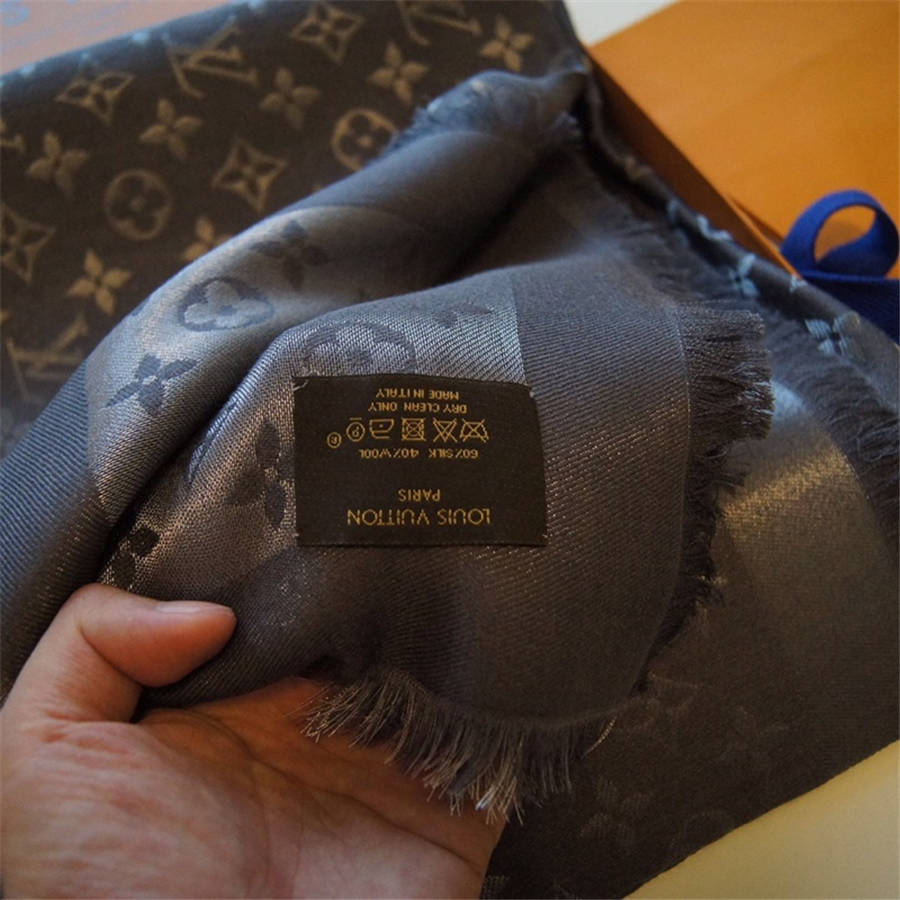 LOUIS VUITTON
PARIS
60%SILK 40%WOOL
P
e
DRY CLEAN ONLY
MADE IN ITALY